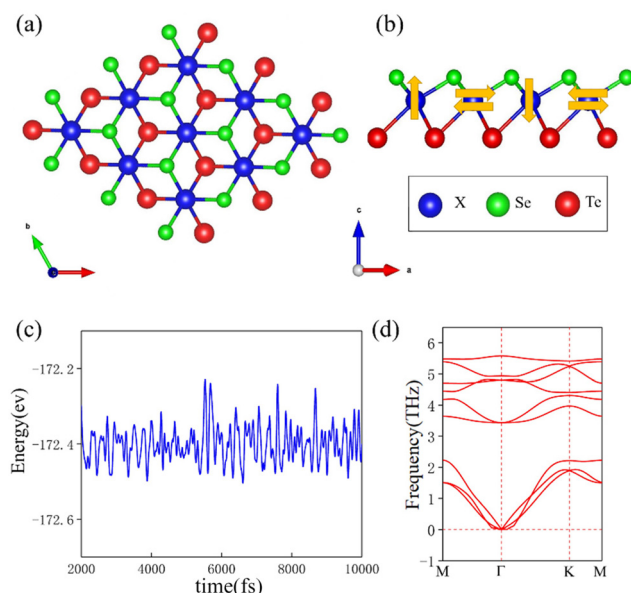 (a)
(b)
b
c
a
X Se Te
(c)
(d)
Energy(ev)
-172.2
-172.4
-172.6
2000 4000 6000 8000 10000
time(fs)
Frequency(THz)
6
5
4
3
2
1
0
-1
M Γ K M